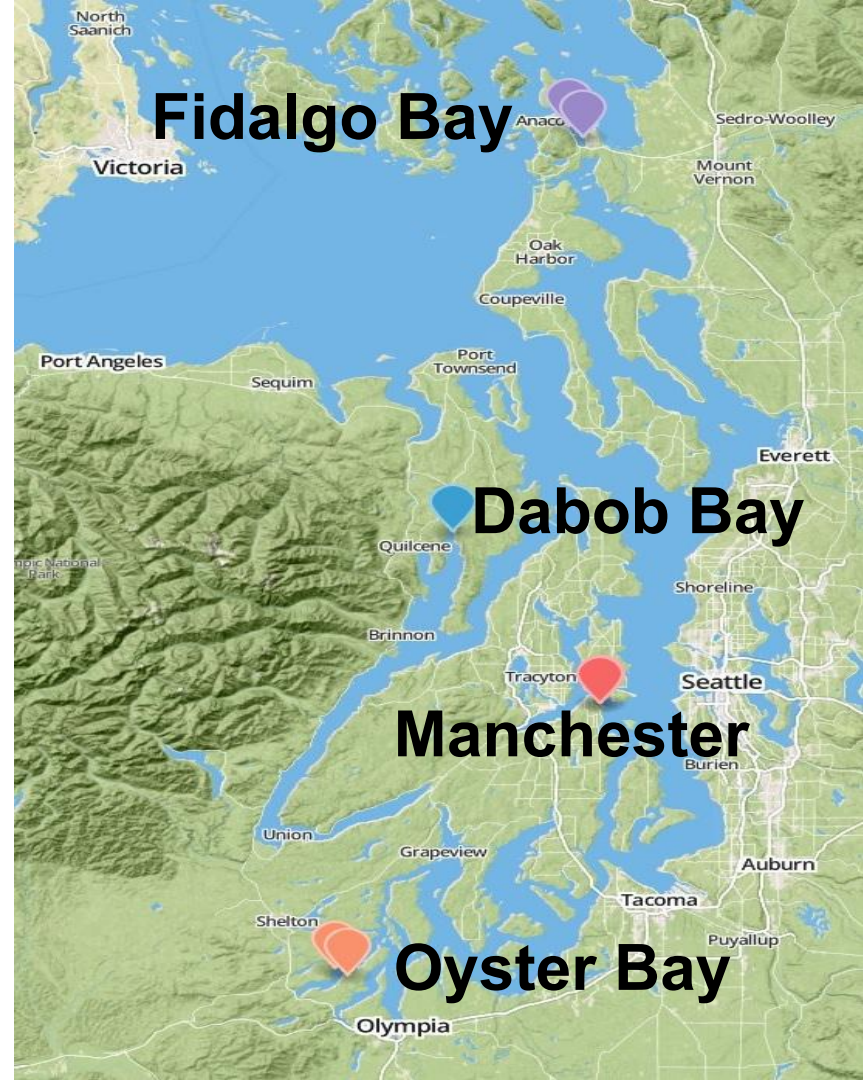 North
Saanich
Fidalgo Bay
Anaco
Sedro-Woolley
Victoria
Mount
Vernon
Oak
Harbor
Coupeville
Port Angeles
Port
Townsend
Sequim
Everett
Dabob Bay
Quilcene
mpic National
Park
Shoreline
Brinnon
Tracyton
Seattle
Manchester
Burien
Union
Grapeview
Auburn
Tacoma
Shelton
Puyallup
Oyster Bay
Olympia